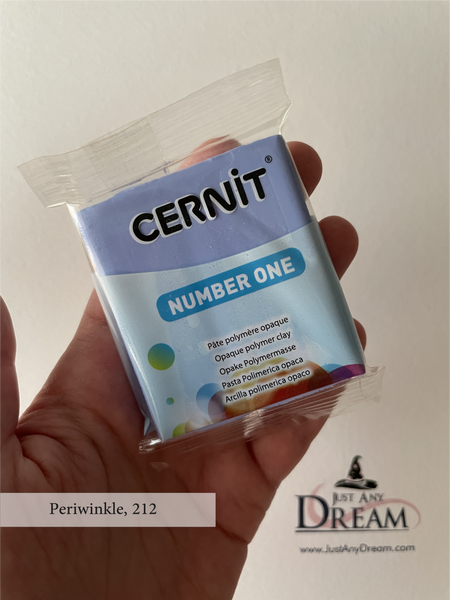 CERNiT®
NUMBER ONE
Pâte polymère opaque
Opaque polymer clay
Opake Polymermasse
Pasta Polimerica opaca
Arcilla polimerica opaco
Periwinkle, 212
JUST ANY
DREAM
www.JustAnyDream.com